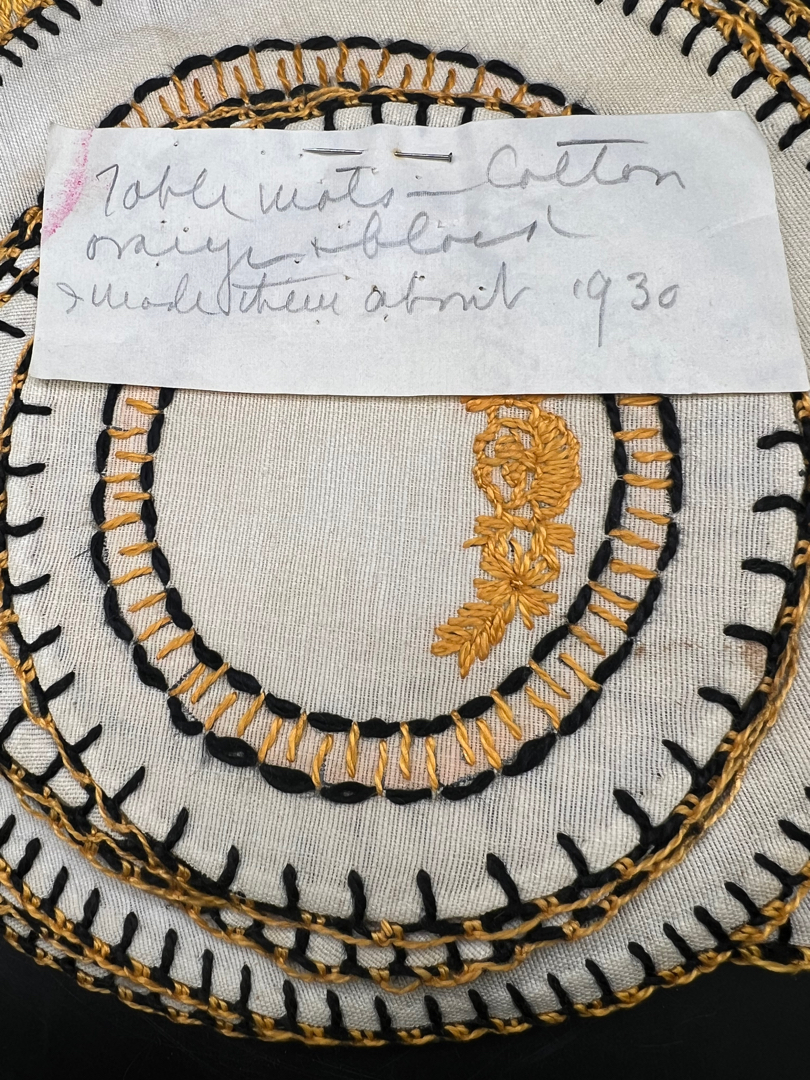 Table mats – Cotton
orange + black
I made them about 1930